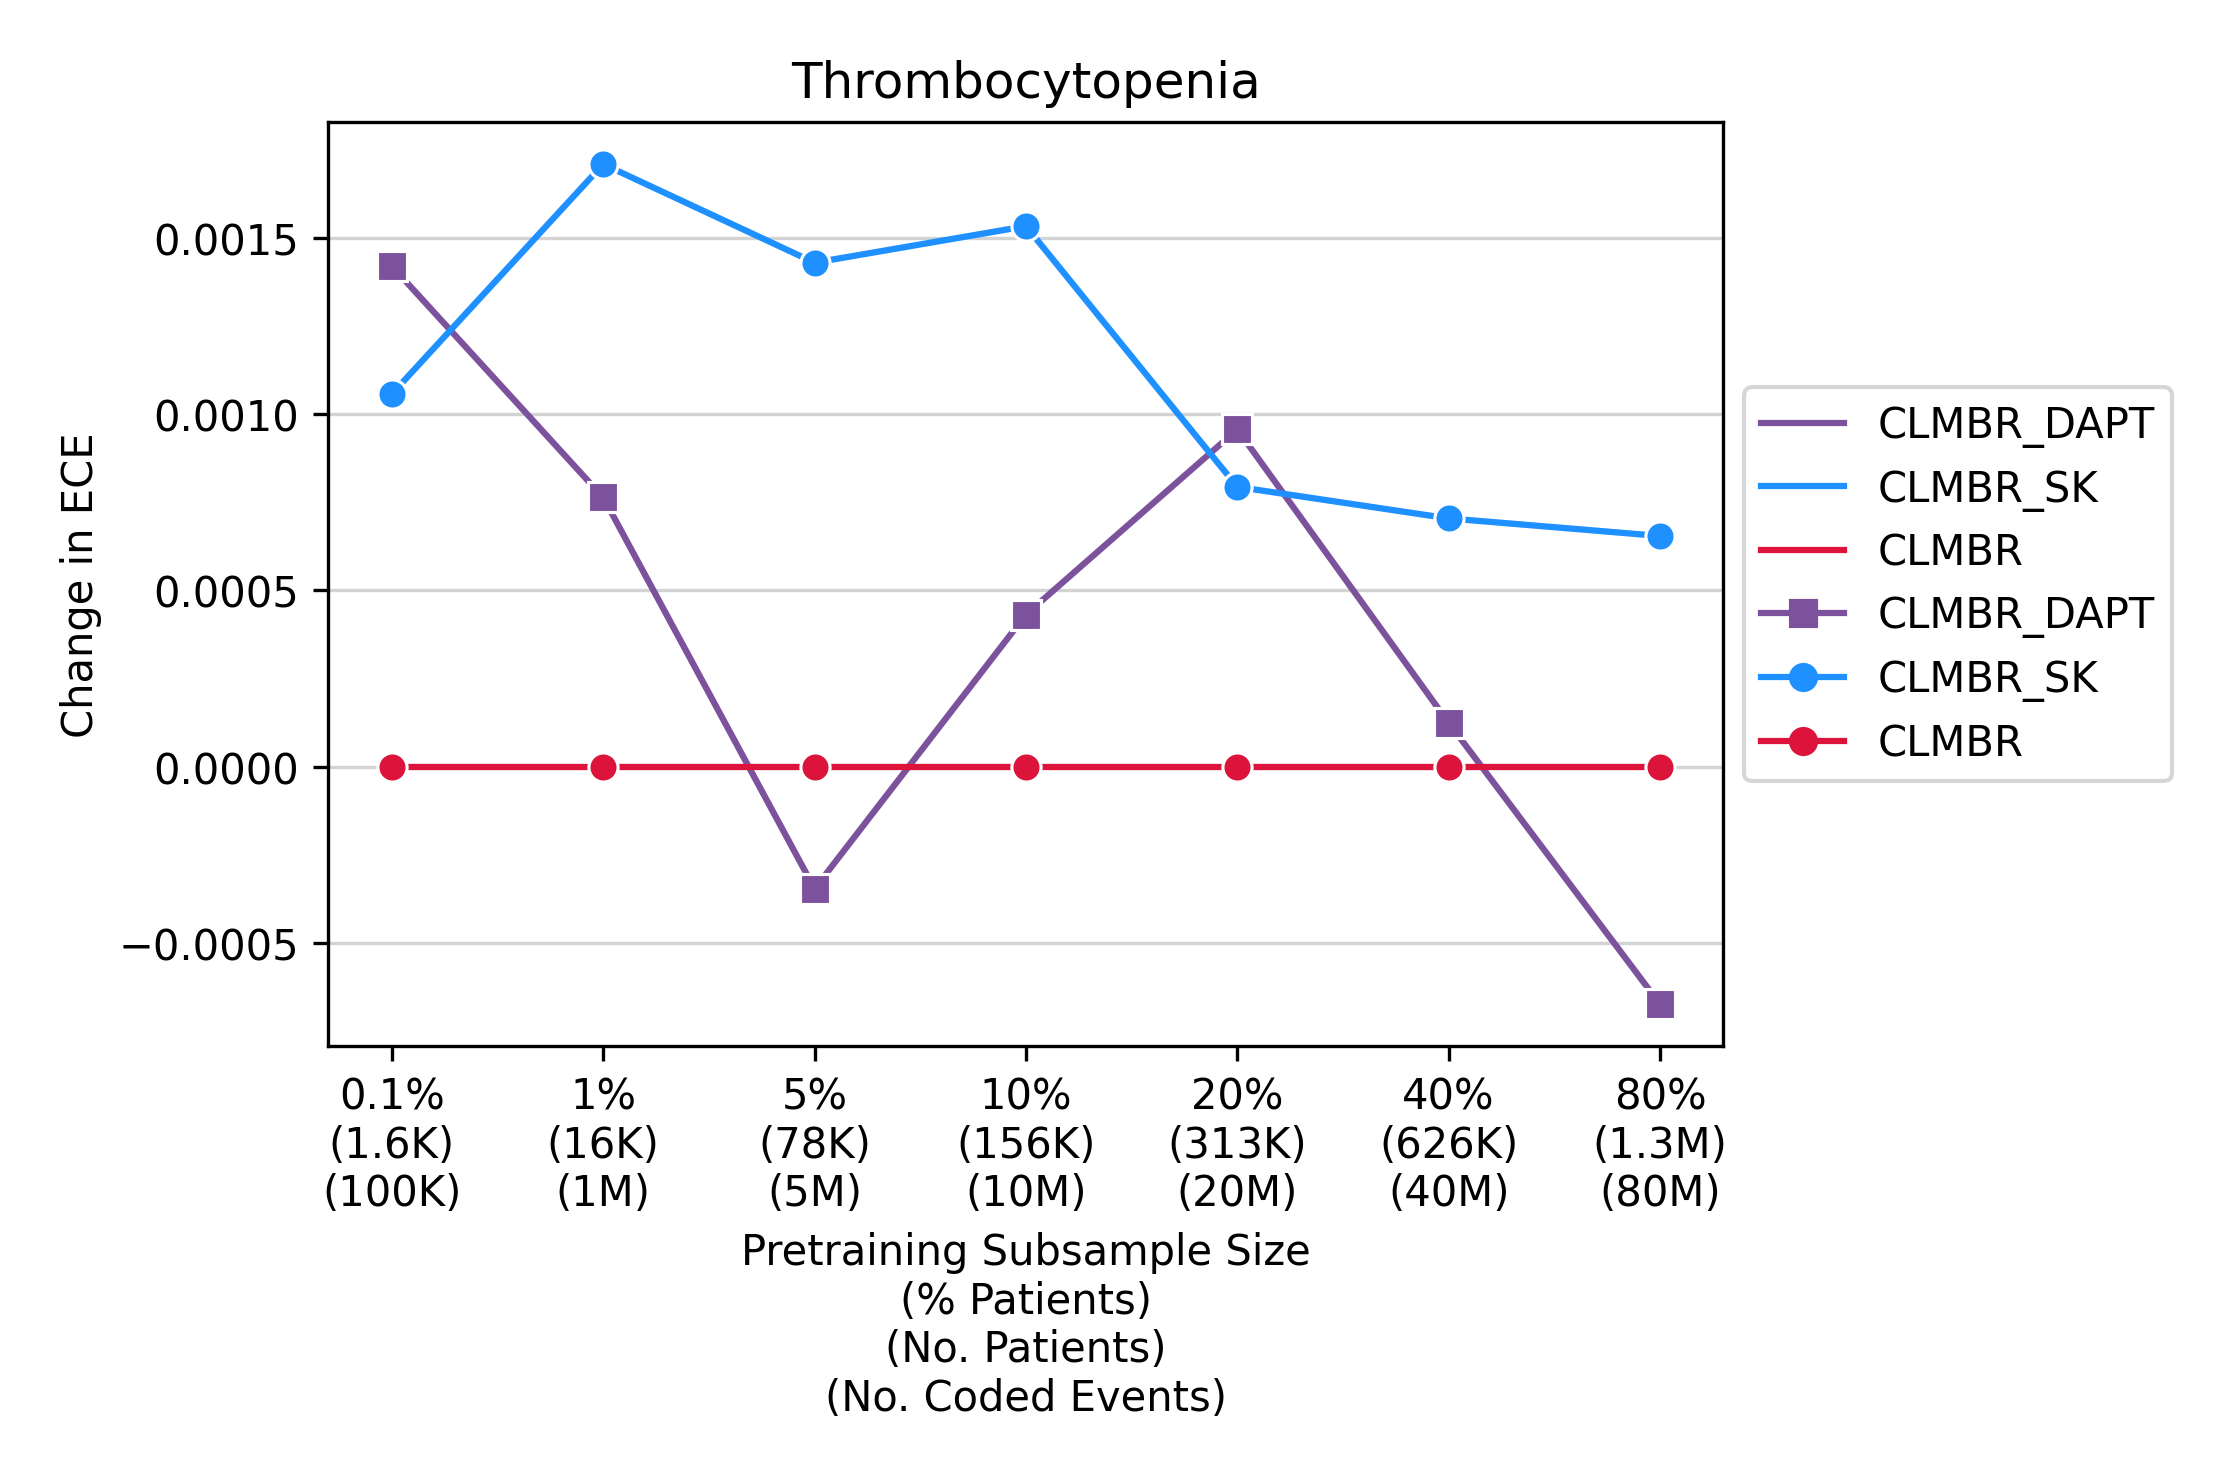 Thrombocytopenia
Change in ECE
0.0015
0.0010
0.0005
0.0000
−0.0005
0.1% 1% 5% 10% 20% 40% 80%
(1.6K) (16K) (78K) (156K) (313K) (626K) (1.3M)
(100K) (1M) (5M) (10M) (20M) (40M) (80M)
Pretraining Subsample Size
(% Patients)
(No. Patients)
(No. Coded Events)
CLMBR_DAPT
CLMBR_SK
CLMBR
CLMBR_DAPT
CLMBR_SK
CLMBR